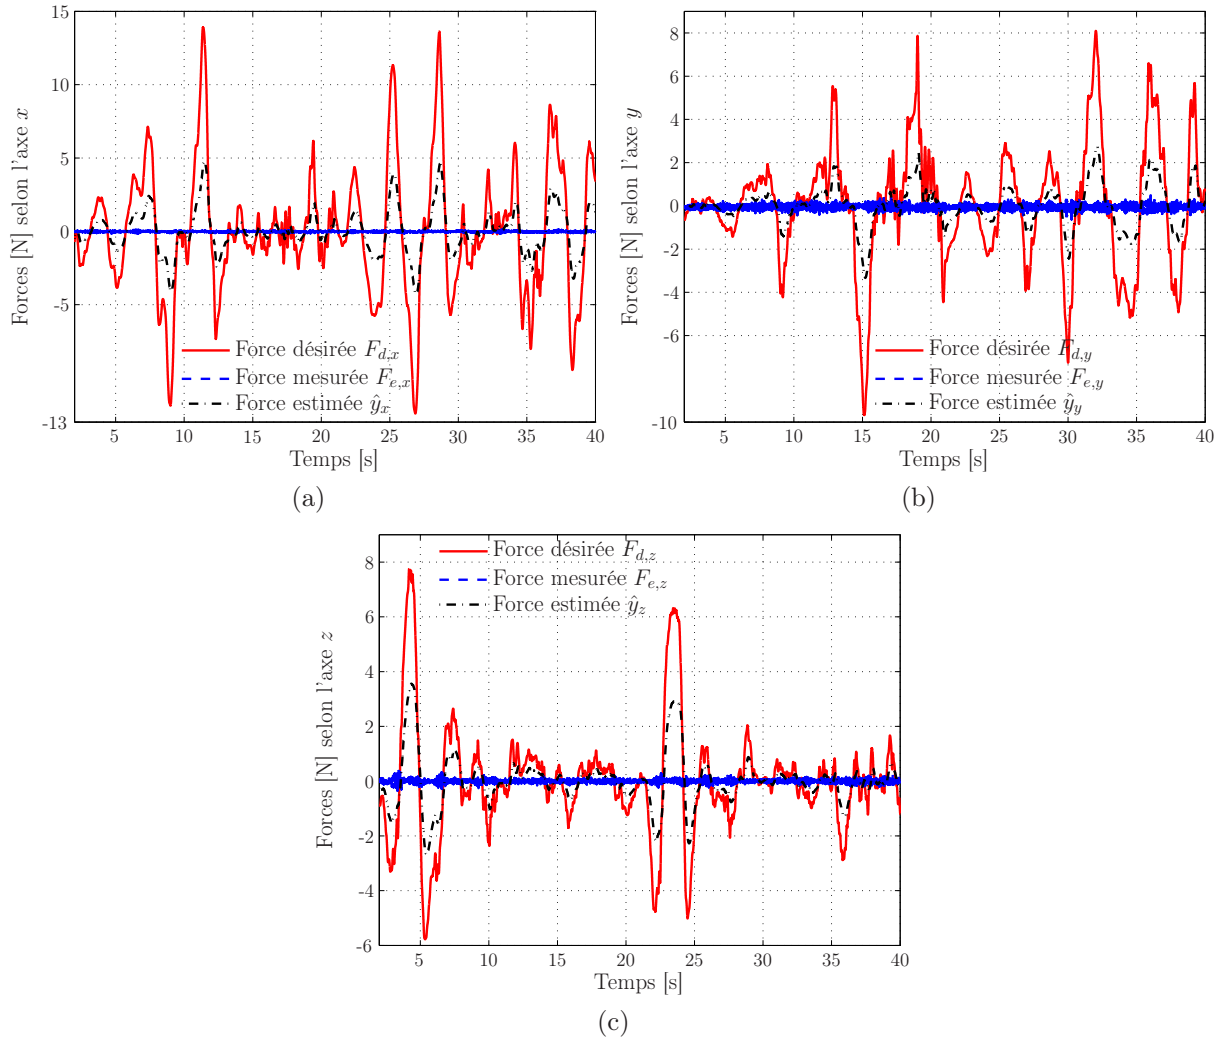 15
10
5
0
-5
-13
Forces [N] selon l'axe x
Force désirée F_{d,x}
Force mesurée F_{e,x}
Force estimée ŷ_x
5 10 15 20 25 30 35 40
Temps [s]
(a)
8
6
4
2
0
-2
-4
-6
-10
Forces [N] selon l'axe y
Force désirée F_{d,y}
Force mesurée F_{e,y}
Force estimée ŷ_y
5 10 15 20 25 30 35 40
Temps [s]
(b)
8
6
4
2
0
-2
-4
-6
Forces [N] selon l'axe z
Force désirée F_{d,z}
Force mesurée F_{e,z}
Force estimée ŷ_z
5 10 15 20 25 30 35 40
Temps [s]
(c)